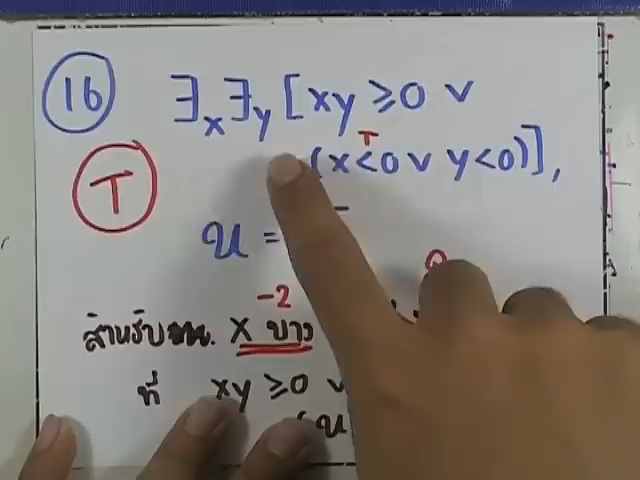 16 ∃x∃y [xy ≥ 0 ∨
T
T (x < 0 ∨ y < 0)],
𝒰 =
-2
สำหรับ x บาง
ที่ xy ≥ 0 ∨